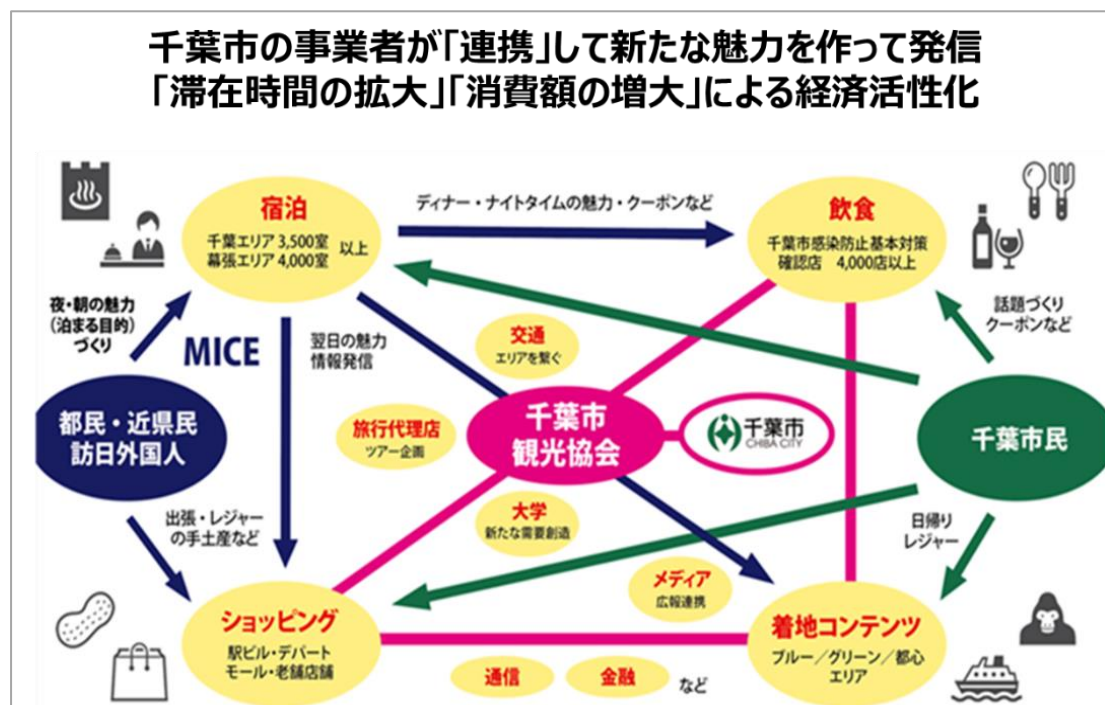 千葉市の事業者が「連携」して新たな魅力を作って発信
「滞在時間の拡大」「消費額の増大」による経済活性化
宿泊
千葉エリア 3,500室
幕張エリア 4,000室
以上
ディナー・ナイトタイムの魅力・クーポンなど
飲食
千葉市感染防止基本対策
確認店 4,000店以上
夜・朝の魅力
(泊まる目的)
づくり
MICE
翌日の魅力
情報発信
交通
エリアを繋ぐ
話題づくり
クーポンなど
都民・近県民
訪日外国人
旅行代理店
ツアー企画
千葉市
観光協会
千葉市
CHIBA CITY
千葉市民
出張・レジャー
の手土産など
大学
新たな需要創造
日帰り
レジャー
メディア
広報連携
ショッピング
駅ビル・デパート
モール・老舗店舗
着地コンテンツ
ブルー/グリーン/都心
エリア
通信
金融
など